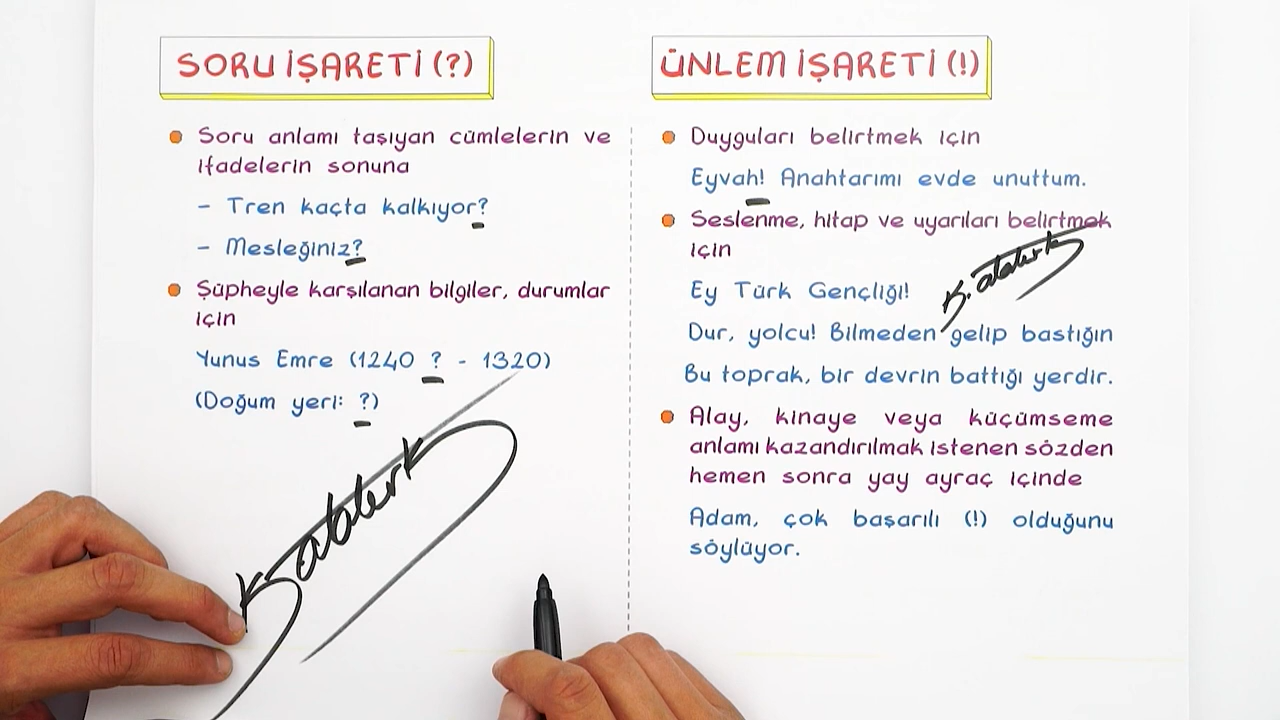 SORU İŞARETİ (?)
Soru anlamı taşıyan cümlelerin ve
ifadelerin sonuna
- Tren kaçta kalkıyor?
- Mesleğiniz?
Şüpheyle karşılanan bilgiler, durumlar
için
Yunus Emre (1240 ? - 1320)
(Doğum yeri: ?)
K. Atatürk
ÜNLEM İŞARETİ (!)
Duyguları belirtmek için
Eyvah! Anahtarımı evde unuttum.
Seslenme, hitap ve uyarıları belirtmek
için
Ey Türk Gençliği!
K. Atatürk
Dur, yolcu! Bilmeden gelip bastığın
Bu toprak, bir devrin battığı yerdir.
Alay, kinaye veya küçümseme
anlamı kazandırılmak istenen sözden
hemen sonra yay ayraç içinde
Adam, çok başarılı (!) olduğunu
söylüyor.